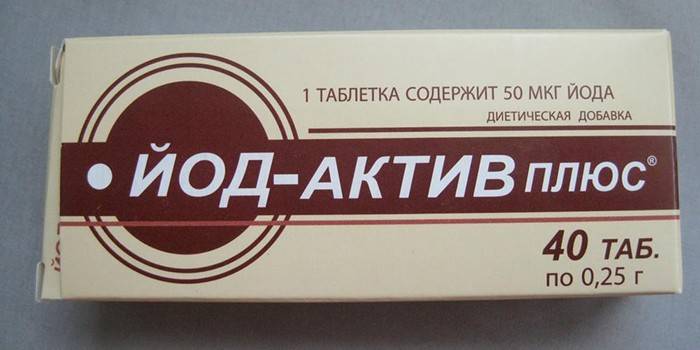 1 ТАБЛЕТКА СОДЕРЖИТ 50 МКГ ЙОДА
ДИЕТИЧЕСКАЯ ДОБАВКА
• ЙОД-АКТИВ ПЛЮС®
40 ТАБ.
по 0,25 г